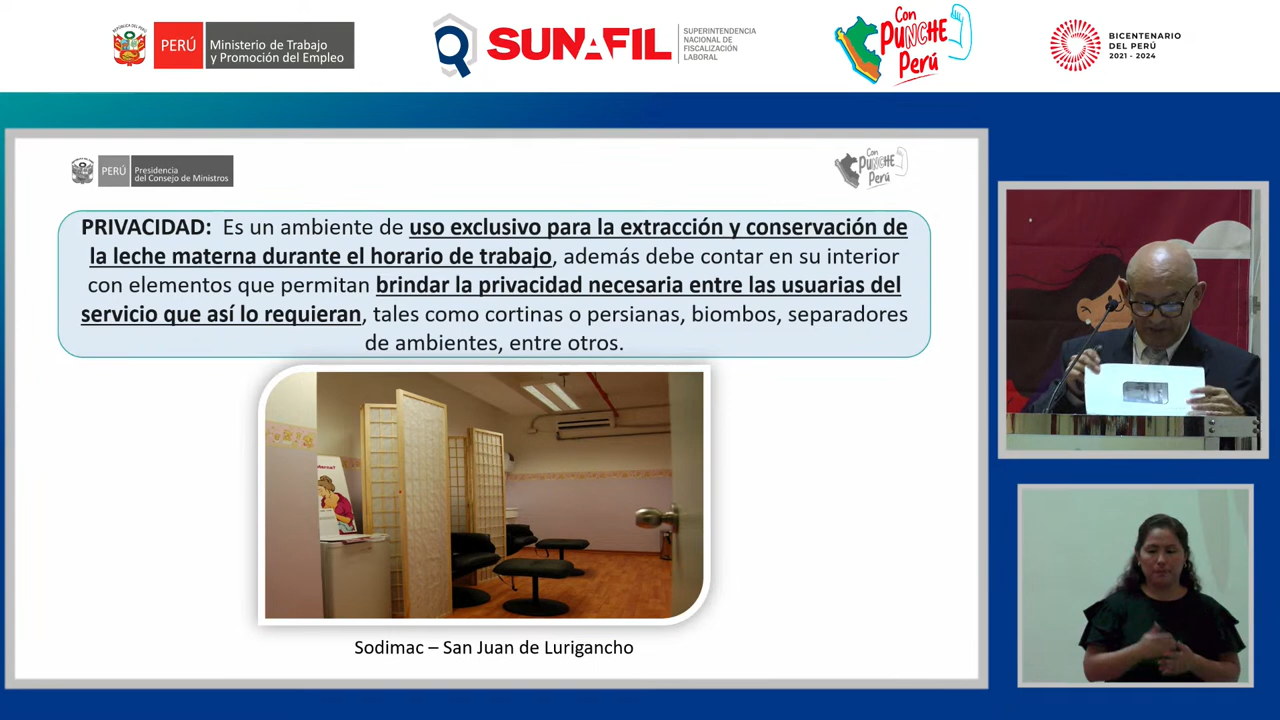 REPÚBLICA DEL PERÚ
PERÚ
Ministerio de Trabajo
y Promoción del Empleo
SUNAFIL
SUPERINTENDENCIA
NACIONAL DE
FISCALIZACIÓN
LABORAL
Con
PUNCHE
Perú
BICENTENARIO
DEL PERÚ
2021 - 2024
PERÚ
Presidencia
del Consejo de Ministros
Con
PUNCHE
Perú
PRIVACIDAD: Es un ambiente de uso exclusivo para la extracción y conservación de
la leche materna durante el horario de trabajo, además debe contar en su interior
con elementos que permitan brindar la privacidad necesaria entre las usuarias del
servicio que así lo requieran, tales como cortinas o persianas, biombos, separadores
de ambientes, entre otros.
Sodimac – San Juan de Lurigancho